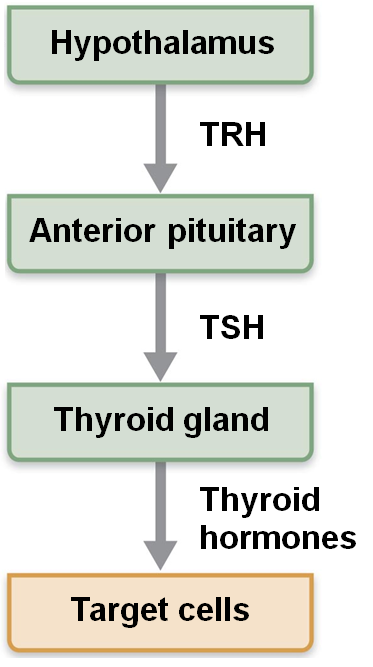 Hypothalamus
TRH
Anterior pituitary
TSH
Thyroid gland
Thyroid
hormones
Target cells